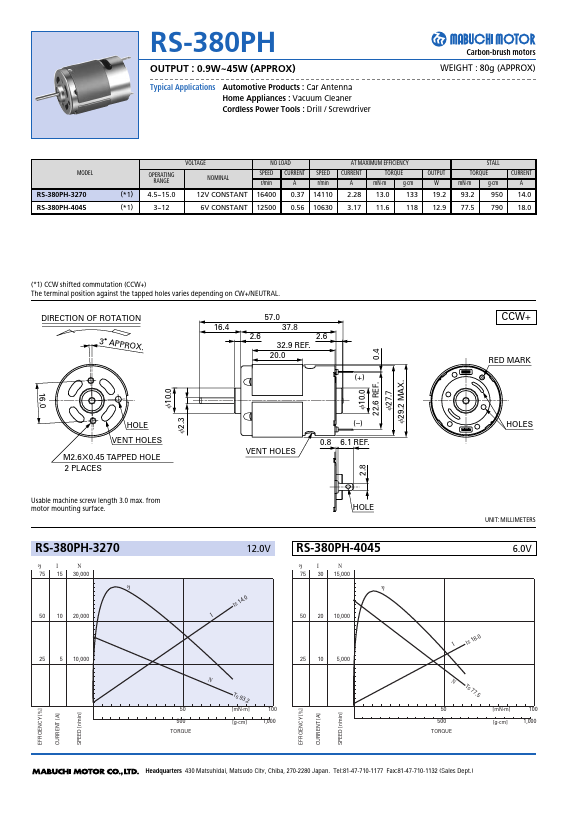 RS-380PH
MABUCHI MOTOR
Carbon-brush motors
OUTPUT : 0.9W~45W (APPROX)
WEIGHT : 80g (APPROX)
Typical Applications
Automotive Products : Car Antenna
Home Appliances : Vacuum Cleaner
Cordless Power Tools : Drill / Screwdriver
MODEL VOLTAGE NO LOAD AT MAXIMUM EFFICIENCY STALL
OPERATING RANGE NOMINAL SPEED CURRENT SPEED CURRENT TORQUE OUTPUT TORQUE CURRENT
r/min A r/min A mN·m g·cm W mN·m g·cm A
RS-380PH-3270 (*1) 4.5~15.0 12V CONSTANT 16400 0.37 14110 2.28 13.0 133 19.2 93.2 950 14.0
RS-380PH-4045 (*1) 3~12 6V CONSTANT 12500 0.56 10630 3.17 11.6 118 12.9 77.5 790 18.0
(*1) CCW shifted commutation (CCW+)
The terminal position against the tapped holes varies depending on CW+/NEUTRAL.
CCW+
DIRECTION OF ROTATION
3° APPROX.
16.0
HOLE
VENT HOLES
M2.6×0.45 TAPPED HOLE
2 PLACES
57.0
16.4 37.8
2.6 2.6
32.9 REF.
20.0
0.4
ϕ10.0
ϕ2.3
(+)
(−)
ϕ10.0
22.6 REF.
ϕ27.7
ϕ29.2 MAX.
VENT HOLES
0.8 6.1 REF.
2.8
HOLE
RED MARK
HOLES
Usable machine screw length 3.0 max. from
motor mounting surface.
UNIT: MILLIMETERS
RS-380PH-3270 12.0V
η I N
75 15 30,000
50 10 20,000
25 5 10,000
η
I
N
Is 14.0
Ts 93.2
50 (mN·m) 100
500 (g·cm) 1,000
TORQUE
EFFICIENCY (%)
CURRENT (A)
SPEED (r/min)
RS-380PH-4045 6.0V
η I N
75 30 15,000
50 20 10,000
25 10 5,000
η
I
N
Is 18.0
Ts 77.5
50 (mN·m) 100
500 (g·cm) 1,000
TORQUE
EFFICIENCY (%)
CURRENT (A)
SPEED (r/min)
MABUCHI MOTOR CO., LTD. Headquarters 430 Matsuhidai, Matsudo City, Chiba, 270-2280 Japan. Tel:81-47-710-1177 Fax:81-47-710-1132 (Sales Dept.)